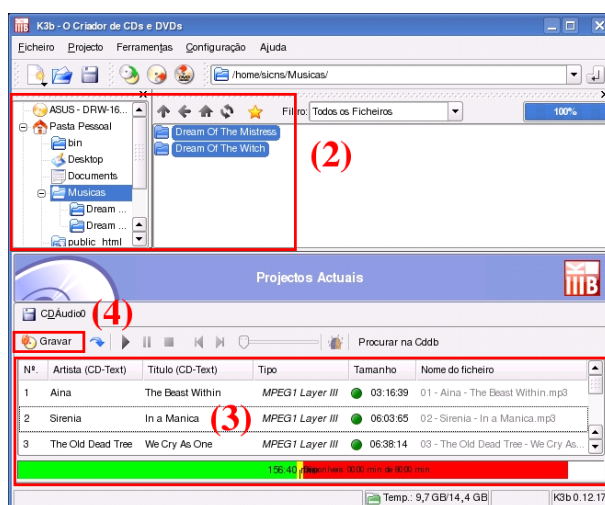 K3b - O Criador de CDs e DVDs
Ficheiro Projecto Ferramentas Configuração Ajuda
/home/sicns/Musicas/
ASUS - DRW-16...
Pasta Pessoal
bin
Desktop
Documents
Musicas
Dream ...
Dream ...
public_html
Filtro: Todos os Ficheiros
100%
Dream Of The Mistress
Dream Of The Witch
(2)
Projectos Actuais
CDÁudio0
(4)
Gravar
Procurar na Cddb
Nº. Artista (CD-Text) Título (CD-Text) Tipo Tamanho Nome do ficheiro
1 Aina The Beast Within MPEG1 Layer III 03:16:39 01 - Aina - The Beast Within.mp3
2 Sirenia In a Manica MPEG1 Layer III 06:03:65 02 - Sirenia - In a Manica.mp3
3 The Old Dead Tree We Cry As One MPEG1 Layer III 06:38:14 03 - The Old Dead Tree - We Cry As...
(3)
156:40
Temp.: 9,7 GB/14,4 GB
K3b 0.12.17